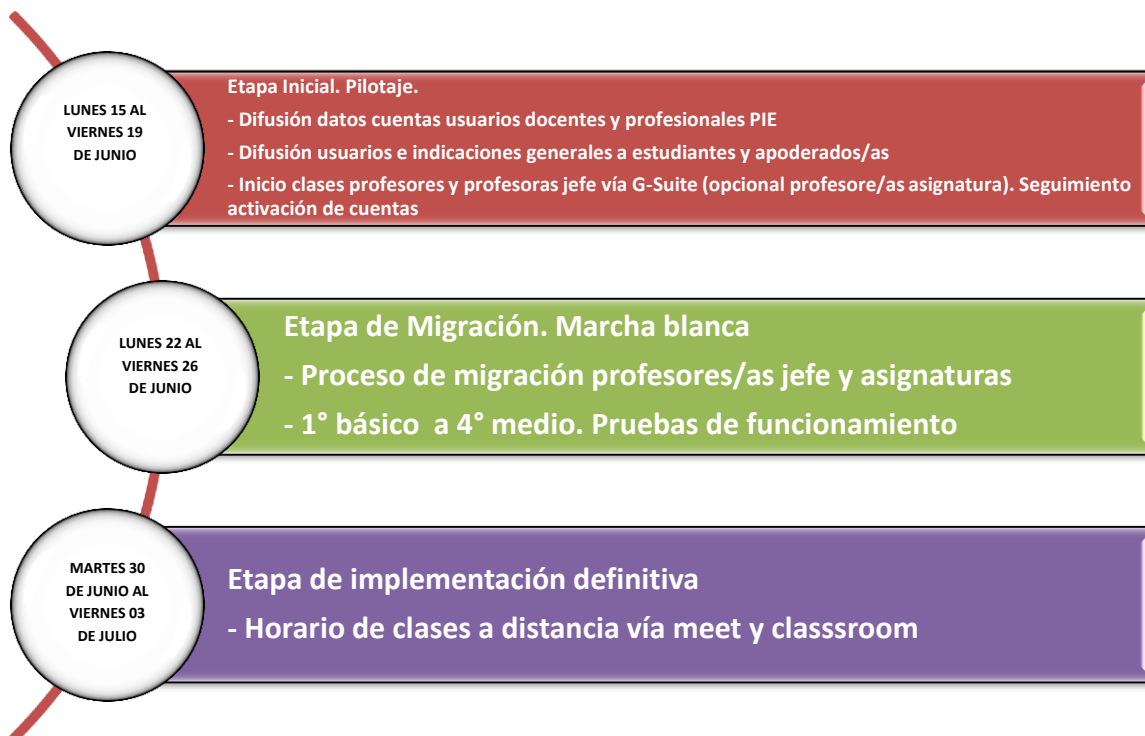 LUNES 15 AL
VIERNES 19
DE JUNIO
Etapa Inicial. Pilotaje.
- Difusión datos cuentas usuarios docentes y profesionales PIE
- Difusión usuarios e indicaciones generales a estudiantes y apoderados/as
- Inicio clases profesores y profesoras jefe vía G-Suite (opcional profesore/as asignatura). Seguimiento
activación de cuentas
LUNES 22 AL
VIERNES 26
DE JUNIO
Etapa de Migración. Marcha blanca
- Proceso de migración profesores/as jefe y asignaturas
- 1° básico a 4° medio. Pruebas de funcionamiento
MARTES 30
DE JUNIO AL
VIERNES 03
DE JULIO
Etapa de implementación definitiva
- Horario de clases a distancia vía meet y classsroom